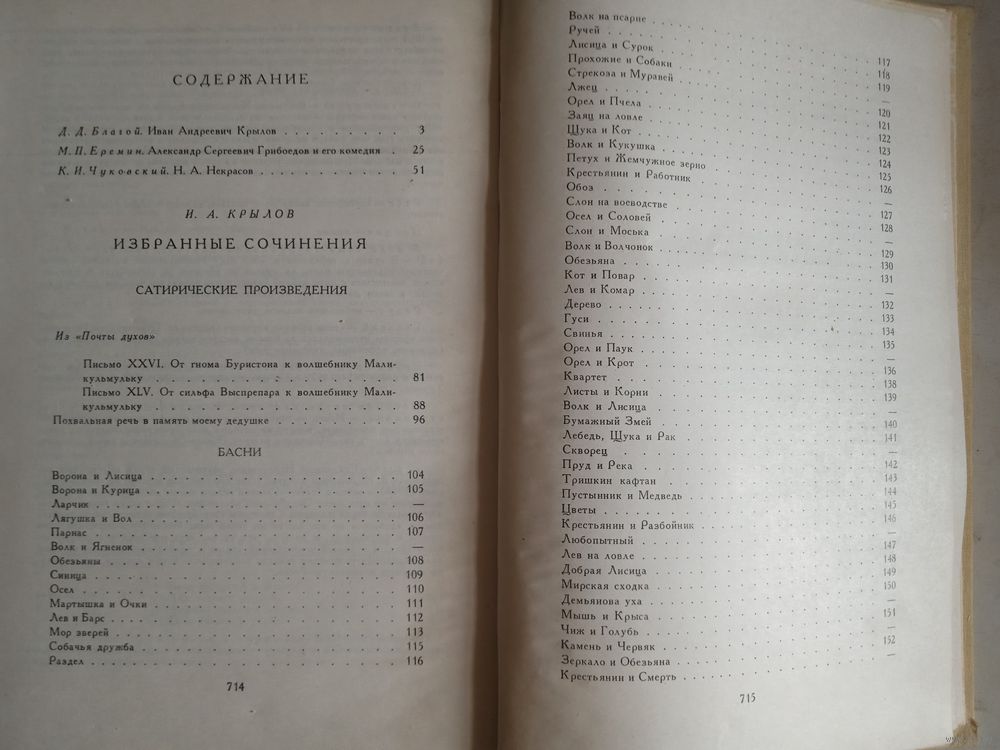 СОДЕРЖАНИЕ
Д. Д. Благой. Иван Андреевич Крылов . . . . . . . . . 3
М. П. Еремин. Александр Сергеевич Грибоедов и его комедия . 25
К. И. Чуковский. Н. А. Некрасов . . . . . . . . . . . 51
И. А. КРЫЛОВ
ИЗБРАННЫЕ СОЧИНЕНИЯ
САТИРИЧЕСКИЕ ПРОИЗВЕДЕНИЯ
Из «Почты духов»
Письмо XXVI. От гнома Буристона к волшебнику Мали-
кульмульку . . . . . . . . . . . . 81
Письмо XLV. От сильфа Выспрепара к волшебнику Мали-
кульмульку . . . . . . . . . . . . 88
Похвальная речь в память моему дедушке . . . . . . . . 96
БАСНИ
Ворона и Лисица . . . . . . . . . . 104
Ворона и Курица . . . . . . . . . . 105
Ларчик . . . . . . . . . . —
Лягушка и Вол . . . . . . . . . . 106
Парнас . . . . . . . . . . 107
Волк и Ягненок . . . . . . . . . . —
Обезьяны . . . . . . . . . . 108
Синица . . . . . . . . . . 109
Осел . . . . . . . . . . 110
Мартышка и Очки . . . . . . . . . . 111
Лев и Барс . . . . . . . . . . 112
Мор зверей . . . . . . . . . . 113
Собачья дружба . . . . . . . . . . 115
Раздел . . . . . . . . . . 116
714
Волк на псарне . . . . . . . . . . 117
Ручей . . . . . . . . . . 118
Лисица и Сурок . . . . . . . . . . 119
Прохожие и Собаки . . . . . . . . . . —
Стрекоза и Муравей . . . . . . . . . . 120
Лжец . . . . . . . . . . 121
Орел и Пчела . . . . . . . . . . 122
Заяц на ловле . . . . . . . . . . 123
Щука и Кот . . . . . . . . . . 124
Волк и Кукушка . . . . . . . . . . 125
Петух и Жемчужное зерно . . . . . . . . . . 126
Крестьянин и Работник . . . . . . . . . . —
Обоз . . . . . . . . . . 127
Слон на воеводстве . . . . . . . . . . 128
Осел и Соловей . . . . . . . . . . —
Слон и Моська . . . . . . . . . . 129
Волк и Волчонок . . . . . . . . . . 130
Обезьяна . . . . . . . . . . 131
Кот и Повар . . . . . . . . . . —
Лев и Комар . . . . . . . . . . 132
Дерево . . . . . . . . . . 133
Гуси . . . . . . . . . . 134
Свинья . . . . . . . . . . 135
Орел и Паук . . . . . . . . . . —
Орел и Крот . . . . . . . . . . 136
Квартет . . . . . . . . . . 138
Листы и Корни . . . . . . . . . . 139
Волк и Лисица . . . . . . . . . . —
Бумажный Змей . . . . . . . . . . 140
Лебедь, Щука и Рак . . . . . . . . . . 141
Скворец . . . . . . . . . . —
Пруд и Река . . . . . . . . . . 142
Тришкин кафтан . . . . . . . . . . 143
Пустынник и Медведь . . . . . . . . . . 144
Цветы . . . . . . . . . . 145
Крестьянин и Разбойник . . . . . . . . . . 146
Любопытный . . . . . . . . . . —
Лев на ловле . . . . . . . . . . 147
Добрая Лисица . . . . . . . . . . 148
Мирская сходка . . . . . . . . . . 149
Демьянова уха . . . . . . . . . . 150
Мышь и Крыса . . . . . . . . . . —
Чиж и Голубь . . . . . . . . . . 151
Камень и Червяк . . . . . . . . . . —
Зеркало и Обезьяна . . . . . . . . . . 152
Крестьянин и Смерть . . . . . . . . . . —
715